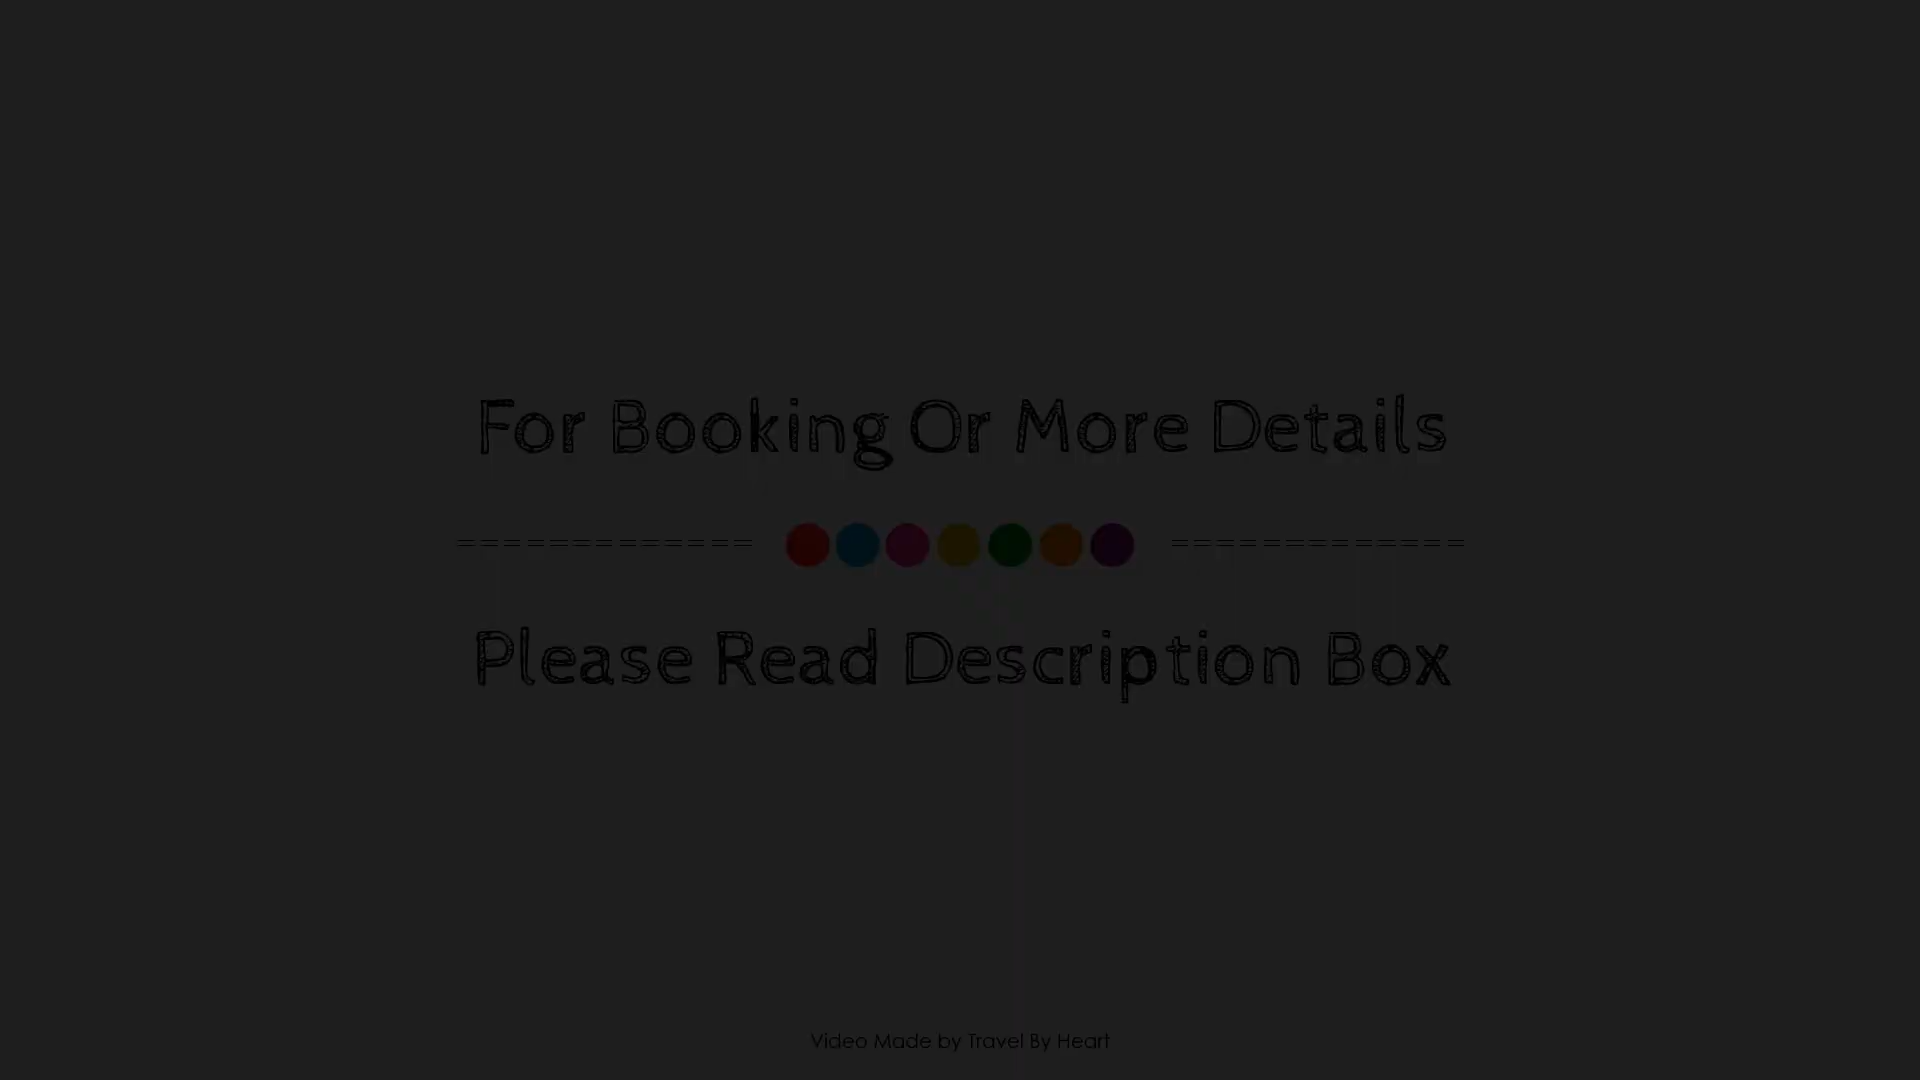 For Booking Or More Details
============= =============
Please Read Description Box
Video Made by Travel By Heart